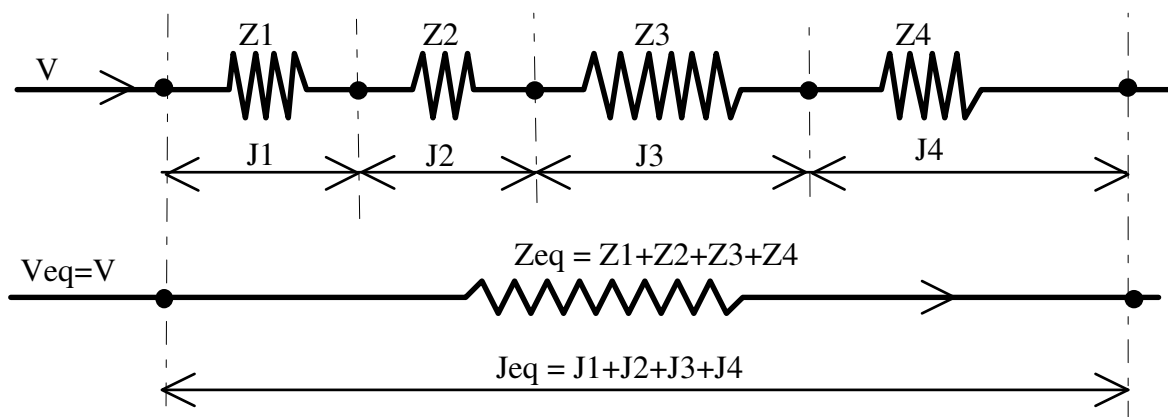 Z1 Z2 Z3 Z4
V
J1 J2 J3 J4
Zeq = Z1+Z2+Z3+Z4
Veq=V
Jeq = J1+J2+J3+J4